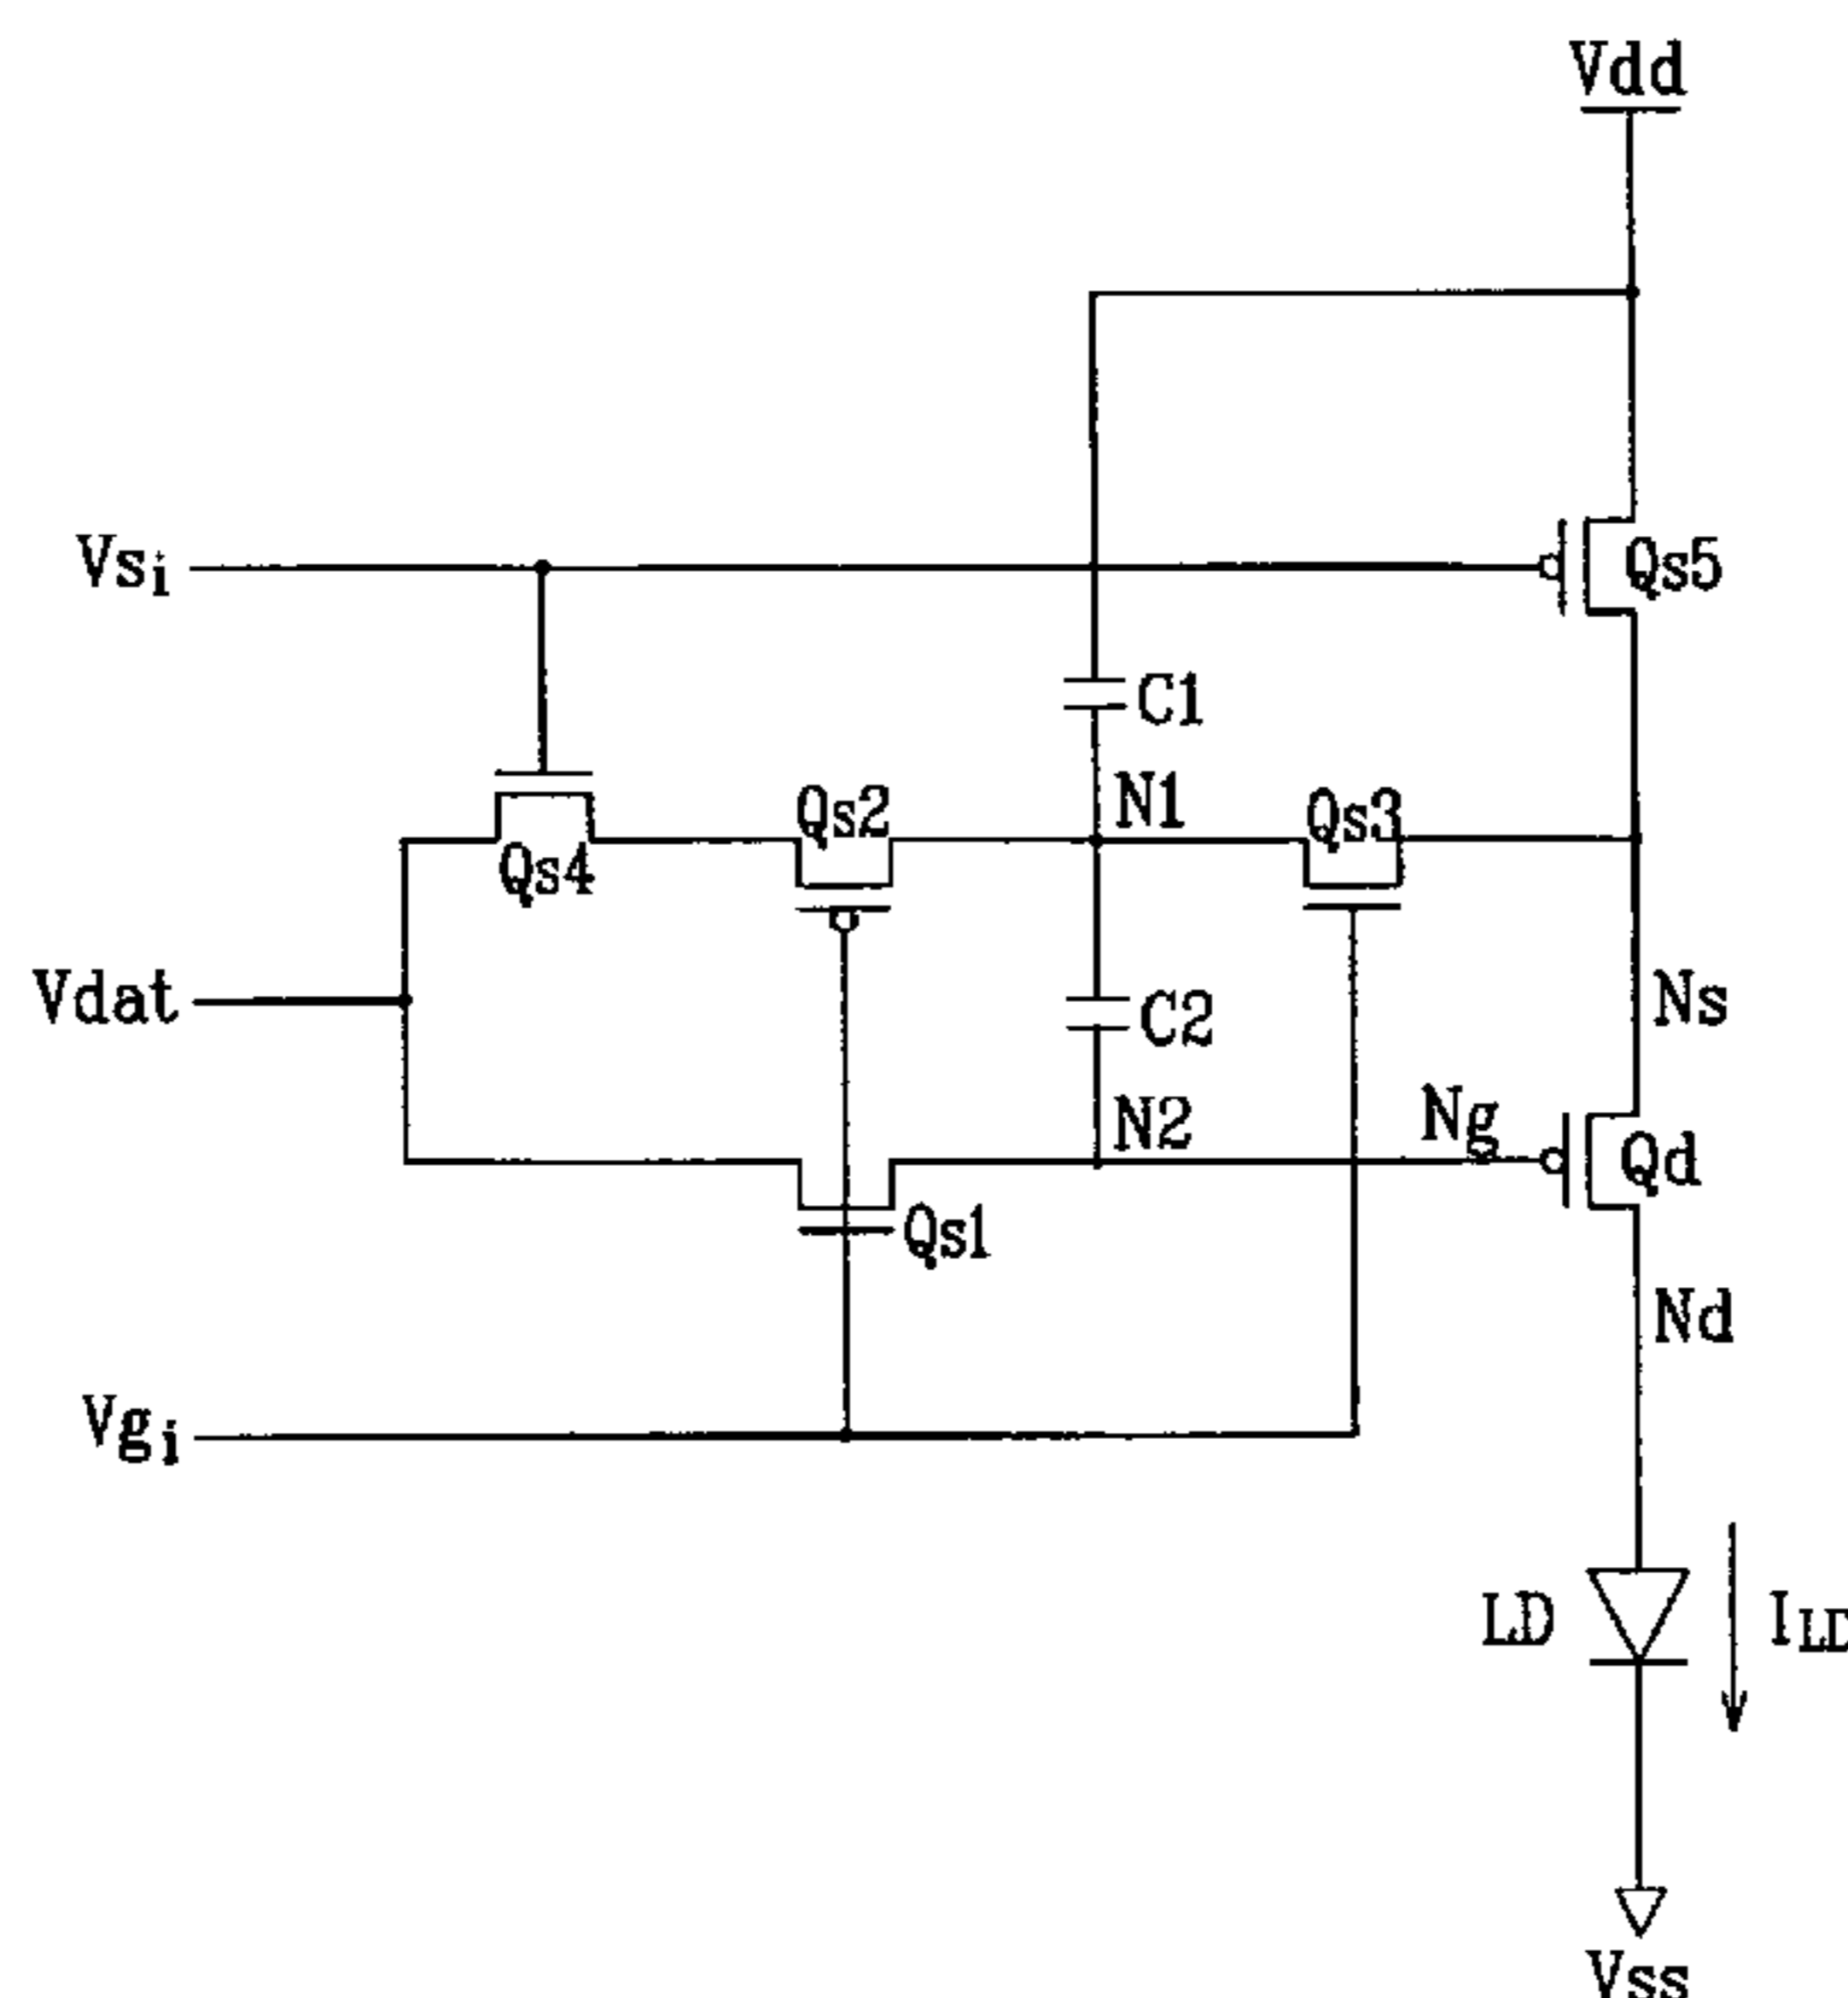 Vdd
Vsi
Qs5
C1
N1
Qs2
Qs3
Qs4
Vdat
C2
Ns
N2
Ng
Qd
Qs1
Nd
Vgi
LD
ILD
Vss